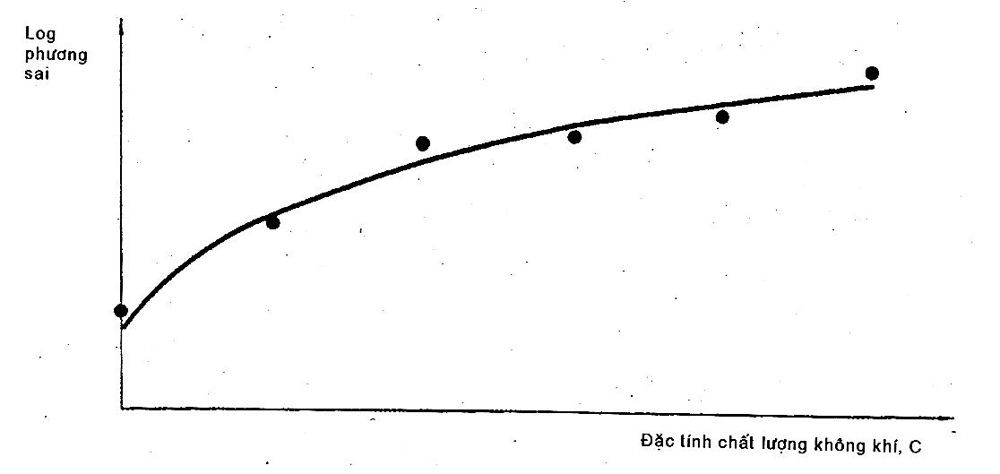 Log
phương
sai
Đặc tính chất lượng không khí, C